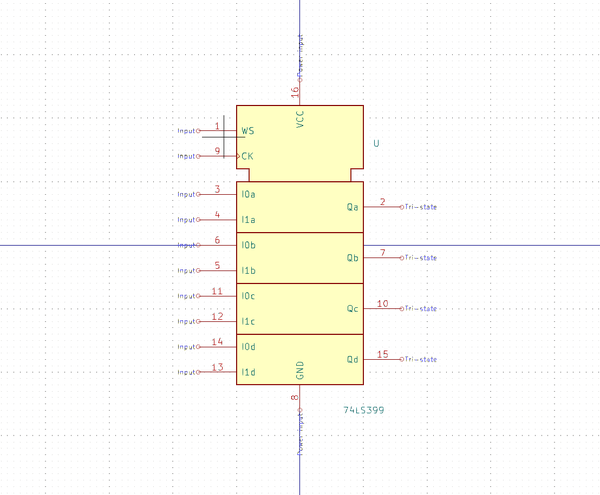 Power input
16
VCC
U
Input 1 WS
Input 9 CK
Input 3 I0a
Qa 2 Tri-state
Input 4 I1a
Input 6 I0b
Qb 7 Tri-state
Input 5 I1b
Input 11 I0c
Qc 10 Tri-state
Input 12 I1c
Input 14 I0d
Qd 15 Tri-state
Input 13 I1d
GND
8
74LS399
Power input